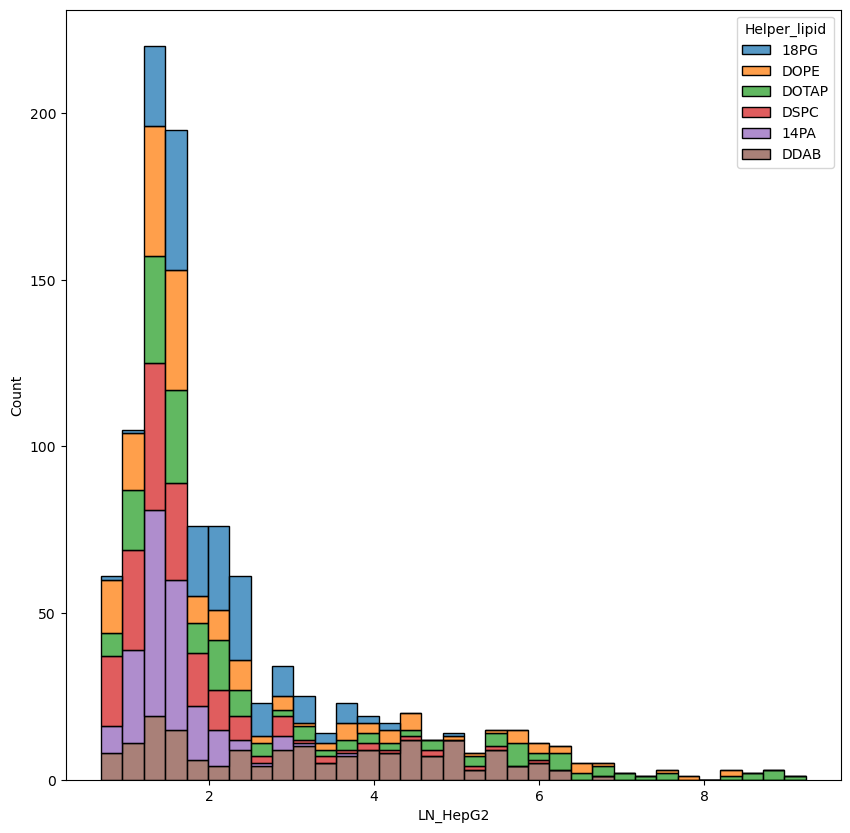 Helper_lipid
18PG
DOPE
DOTAP
DSPC
14PA
DDAB
200
150
100
50
0
Count
2 4 6 8
LN_HepG2